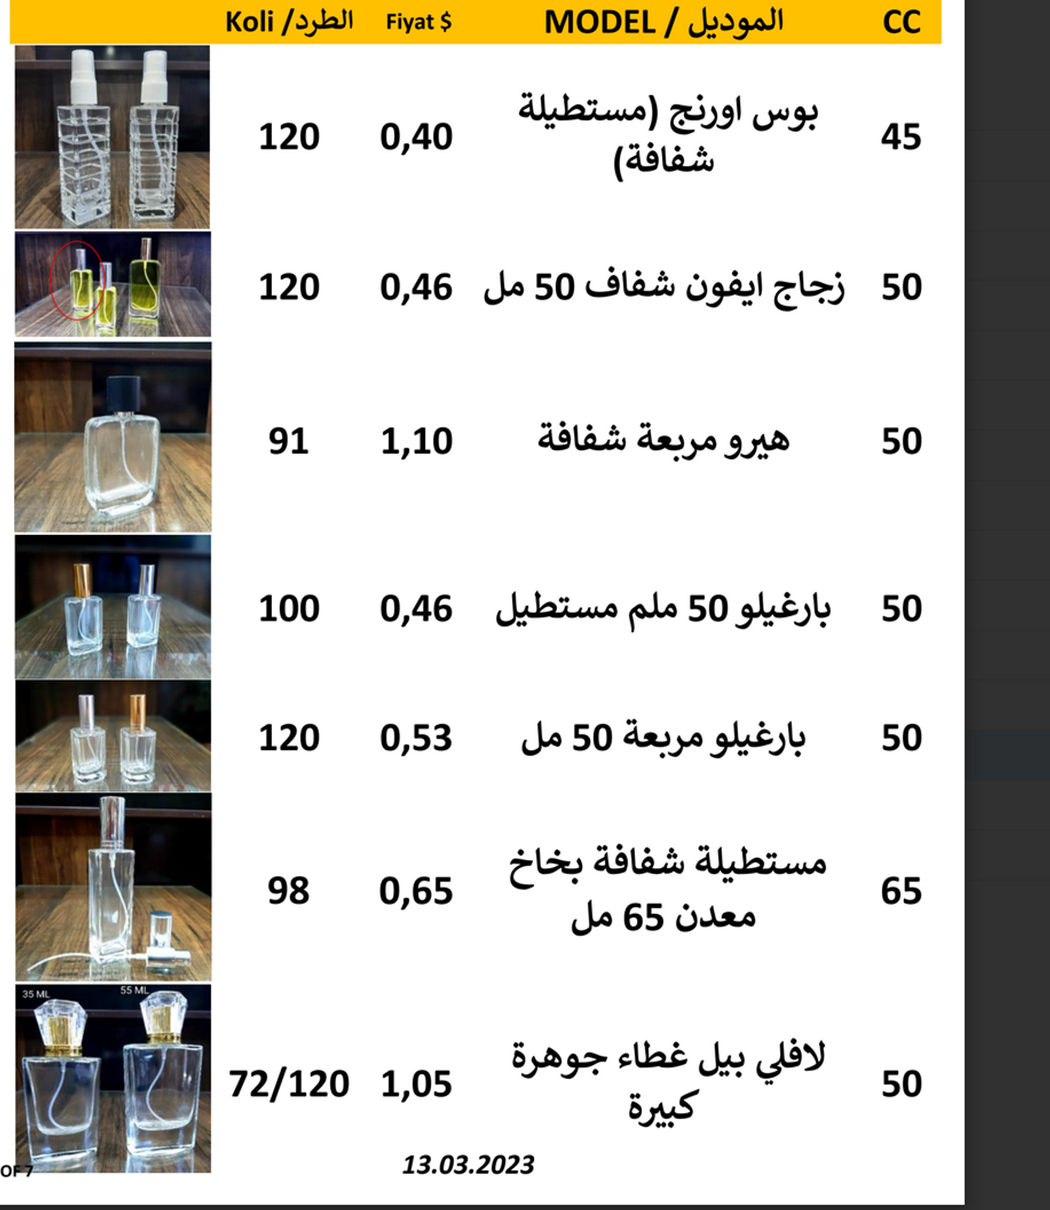 CC الموديل / MODEL Fiyat $ الطرد/ Koli
45 بوس اورنج (مستطيلة شفافة) 0,40 120
50 زجاج ايفون شفاف 50 مل 0,46 120
50 هيرو مربعة شفافة 1,10 91
50 بارغيلو 50 ملم مستطيل 0,46 100
50 بارغيلو مربعة 50 مل 0,53 120
65 مستطيلة شفافة بخاخ معدن 65 مل 0,65 98
35 ML 55 ML
50 لافلي بيل غطاء جوهرة كبيرة 1,05 72/120
13.03.2023
OF 7